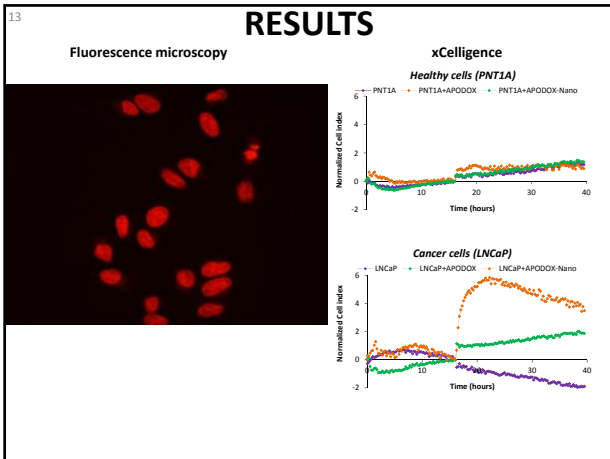 13
RESULTS
Fluorescence microscopy
xCelligence
Healthy cells (PNT1A)
PNT1A PNT1A+APODOX PNT1A+APODOX-Nano
Normalized Cell index
6
4
2
0
-2
0 10 20 30 40
Time (hours)
Cancer cells (LNCaP)
LNCaP LNCaP+APODOX LNCaP+APODOX-Nano
Normalized Cell index
6
4
2
0
-2
0 10 20 30 40
Time (hours)